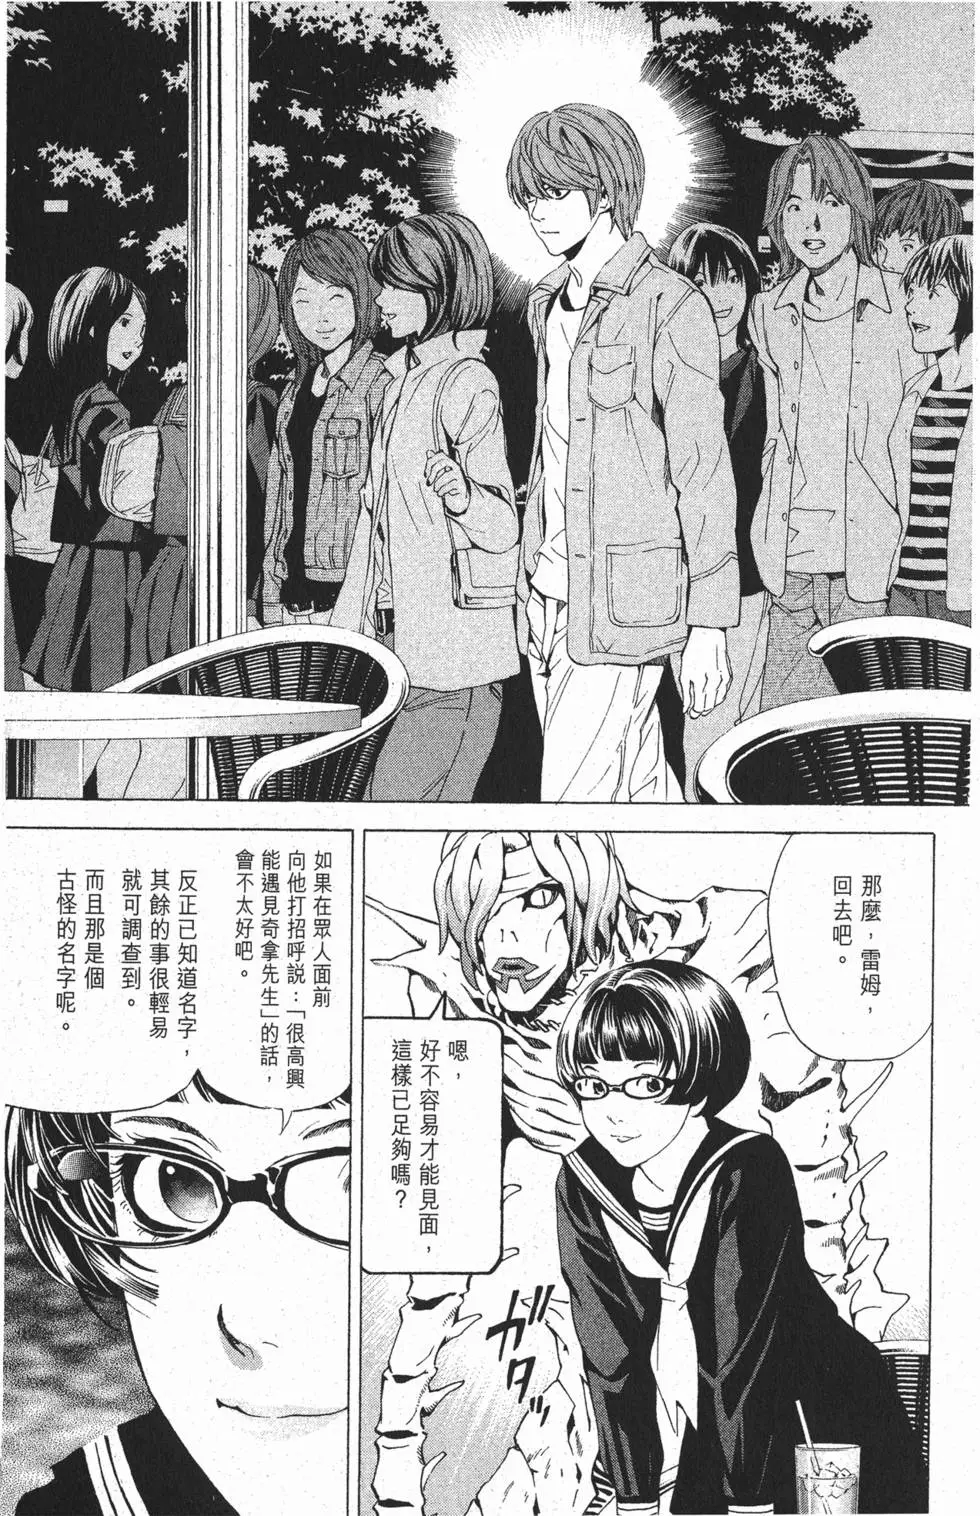 那麼，雷姆
回去吧。
嗯，
好不容易才能見面，
這樣已足夠嗎？
ガタ
如果在眾人面前
向他打招呼說：「很高興
能遇見奇拿先生」的話，
會不太好吧。
反正已知道名字，
其餘的事很輕易
就可調查到。
而且那是個
古怪的名字呢。